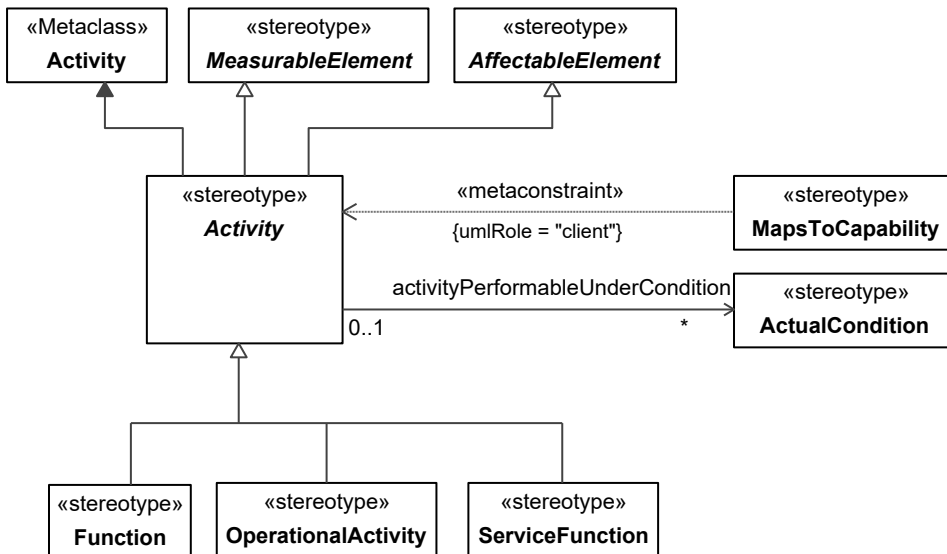 «Metaclass»
Activity
«stereotype»
MeasurableElement
«stereotype»
AffectableElement
«stereotype»
Activity
«metaconstraint»
{umlRole = "client"}
«stereotype»
MapsToCapability
activityPerformableUnderCondition
0..1
*
«stereotype»
ActualCondition
«stereotype»
Function
«stereotype»
OperationalActivity
«stereotype»
ServiceFunction